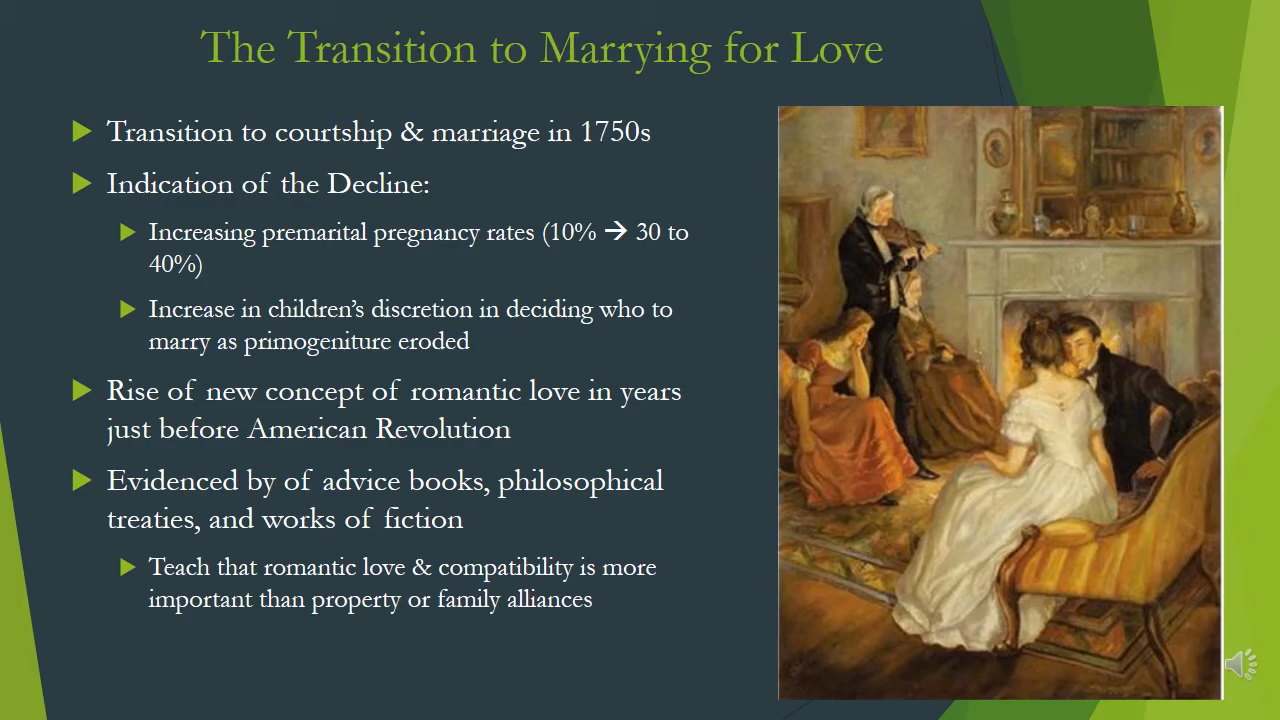 The Transition to Marrying for Love
Transition to courtship & marriage in 1750s
Indication of the Decline:
Increasing premarital pregnancy rates (10% → 30 to
40%)
Increase in children’s discretion in deciding who to
marry as primogeniture eroded
Rise of new concept of romantic love in years
just before American Revolution
Evidenced by of advice books, philosophical
treaties, and works of fiction
Teach that romantic love & compatibility is more
important than property or family alliances